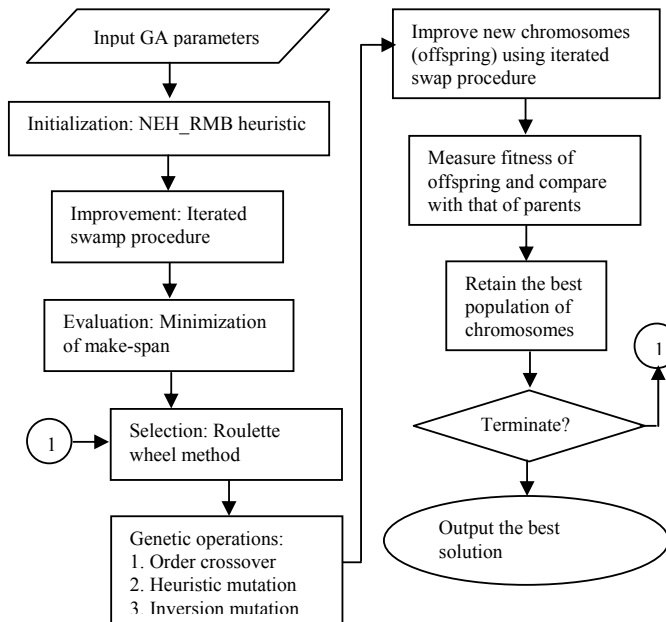 Input GA parameters
Initialization: NEH_RMB heuristic
Improvement: Iterated
swamp procedure
Evaluation: Minimization
of make-span
1
Selection: Roulette
wheel method
Genetic operations:
1. Order crossover
2. Heuristic mutation
3. Inversion mutation
Improve new chromosomes
(offspring) using iterated
swap procedure
Measure fitness of
offspring and compare
with that of parents
Retain the best
population of
chromosomes
1
Terminate?
Output the best
solution